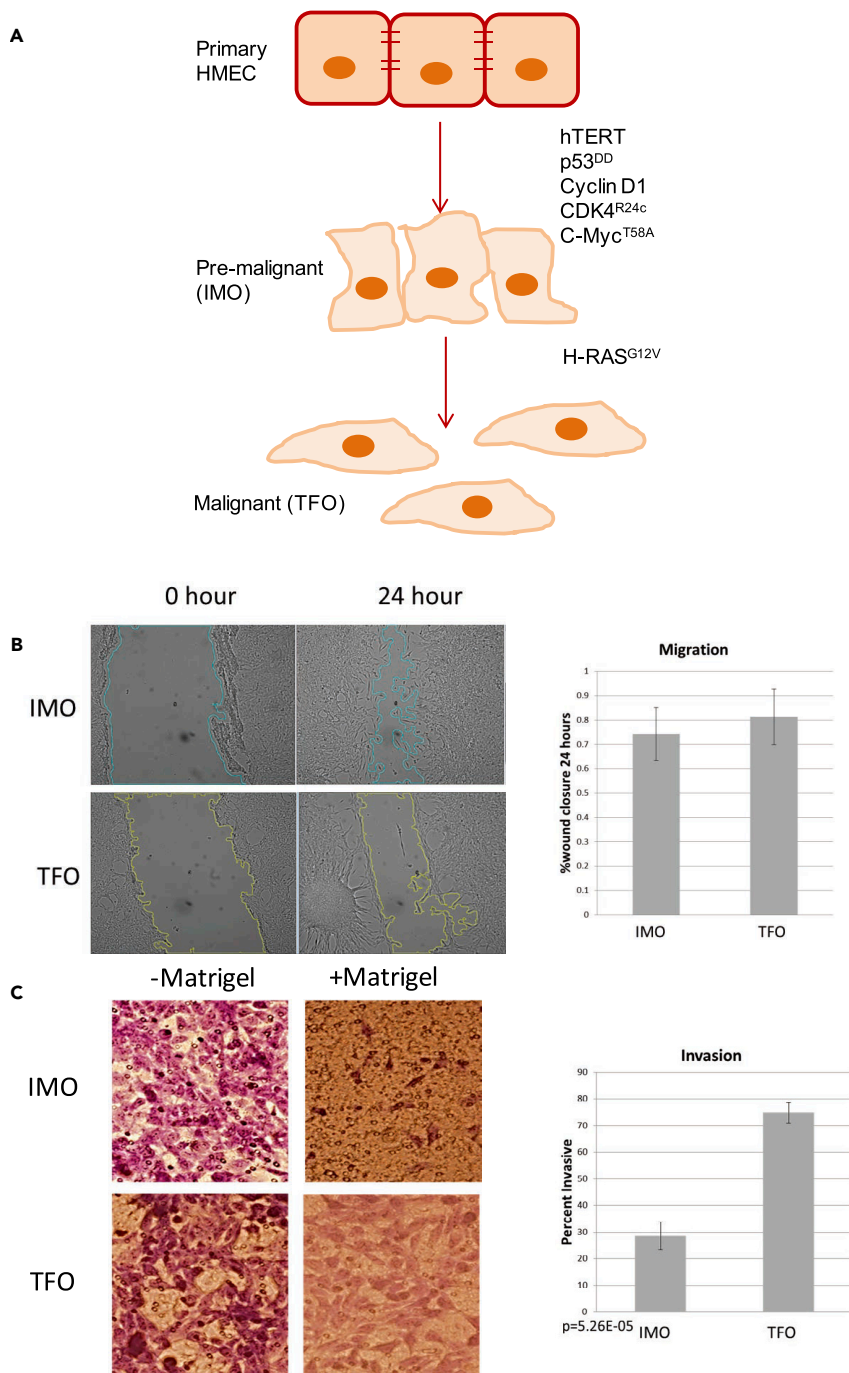 A
Primary
HMEC
hTERT
p53DD
Cyclin D1
CDK4R24c
C-MycT58A
Pre-malignant
(IMO)
H-RASG12V
Malignant (TFO)
B
0 hour
24 hour
IMO
TFO
Migration
%wound closure 24 hours
1
0.9
0.8
0.7
0.6
0.5
0.4
0.3
0.2
0.1
0
IMO
TFO
C
-Matrigel
+Matrigel
IMO
TFO
Invasion
Percent Invasive
90
80
70
60
50
40
30
20
10
0
p=5.26E-05
IMO
TFO